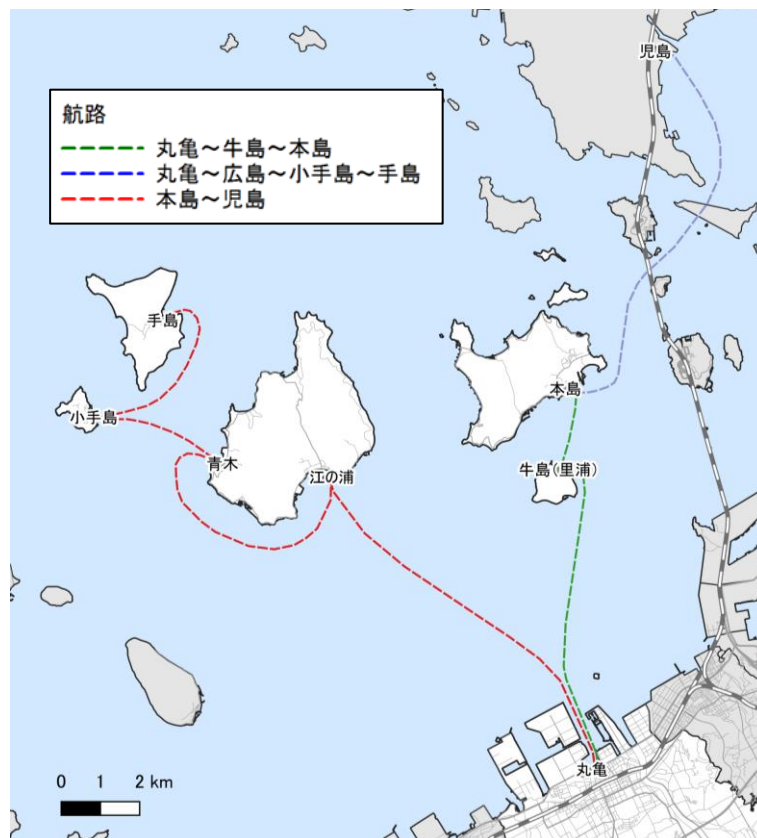 児島
航路
丸亀～牛島～本島
丸亀～広島～小手島～手島
本島～児島
手島
本島
小手島
青木
牛島(里浦)
江の浦
丸亀
0 1 2 km